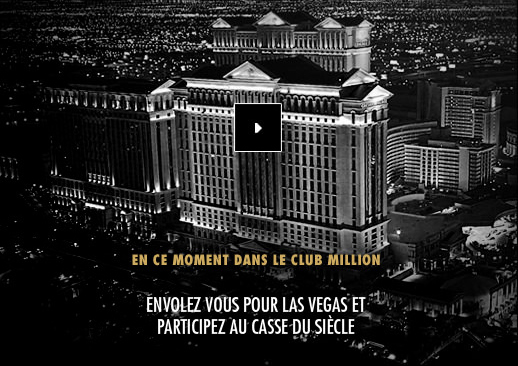 EN CE MOMENT DANS LE CLUB MILLION
ENVOLEZ VOUS POUR LAS VEGAS ET
PARTICIPEZ AU CASSE DU SIÈCLE